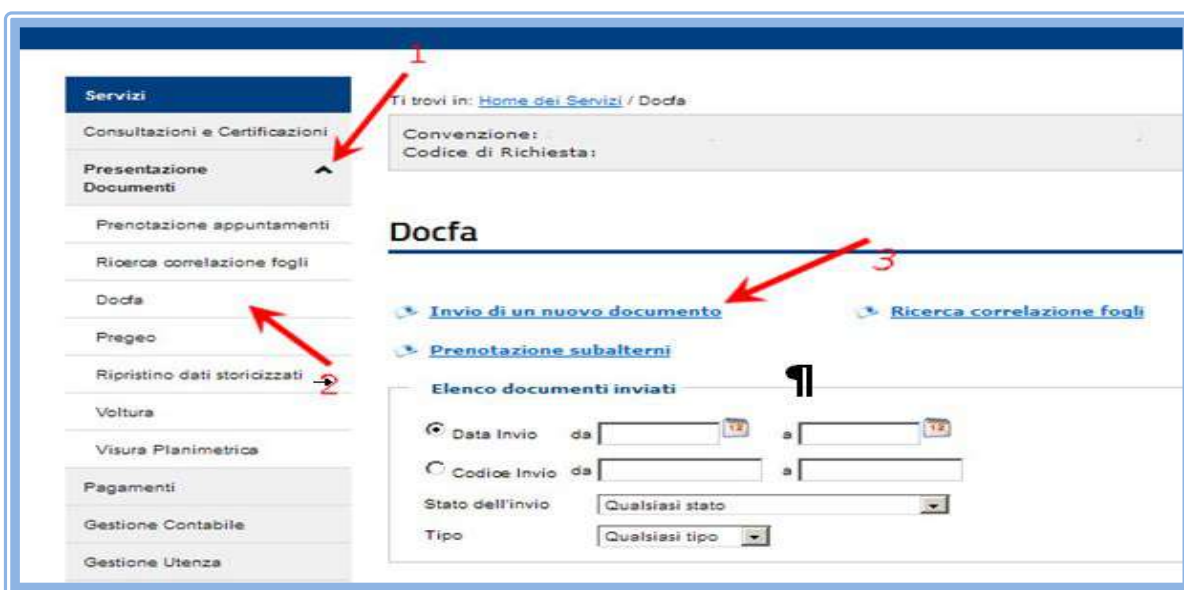 1
Servizi
Consultazioni e Certificazioni
Presentazione
Documenti
Prenotazione appuntamenti
Ricerca correlazione fogli
Docfa
Pregeo
Ripristino dati storicizzati
2
Voltura
Visura Planimetrica
Pagamenti
Gestione Contabile
Gestione Utenza
Ti trovi in: Home dei Servizi / Docfa
Convenzione:
Codice di Richiesta:
Docfa
3
Invio di un nuovo documento
Ricerca correlazione fogli
Prenotazione subalterni
¶
Elenco documenti inviati
Data Invio da 12 a 12
Codice Invio da a
Stato dell'invio Qualsiasi stato
Tipo Qualsiasi tipo